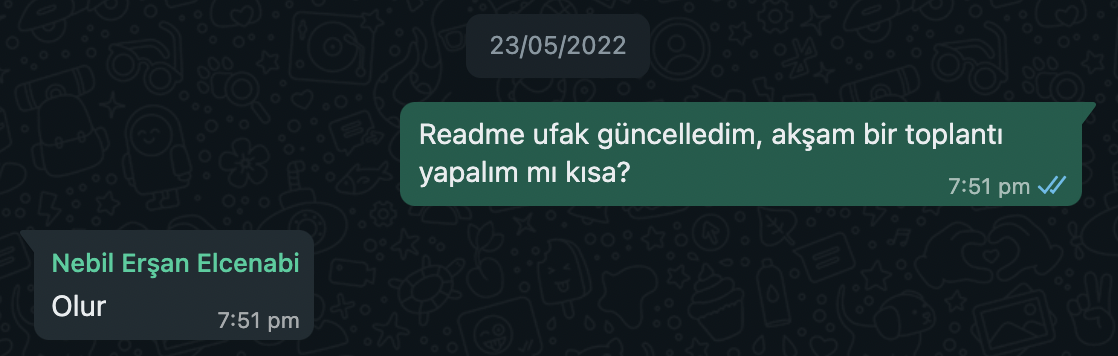 23/05/2022
Readme ufak güncelledim, akşam bir toplantı
yapalım mı kısa?
7:51 pm
Nebil Erşan Elcenabi
Olur
7:51 pm